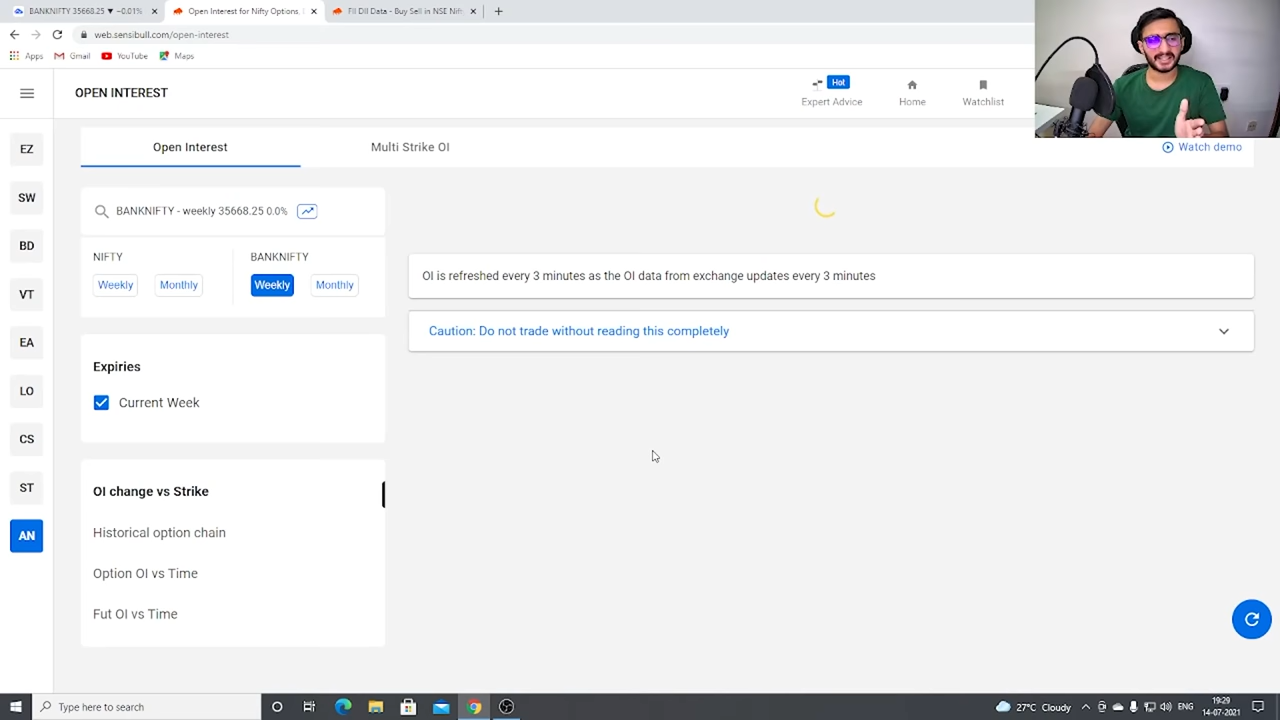 BANKNIFTY 35668.25 ▼ −0.01%
Open Interest for Nifty Options,
FII DII Data - Buy Sell in NSE Nift
web.sensibull.com/open-interest
Apps
Gmail
YouTube
Maps
OPEN INTEREST
Hot
Expert Advice
Home
Watchlist
EZ
SW
BD
VT
EA
LO
CS
ST
AN
Open Interest
Multi Strike OI
Watch demo
BANKNIFTY - weekly 35668.25 0.0%
NIFTY
BANKNIFTY
Weekly
Monthly
Weekly
Monthly
OI is refreshed every 3 minutes as the OI data from exchange updates every 3 minutes
Caution: Do not trade without reading this completely
Expiries
Current Week
OI change vs Strike
Historical option chain
Option OI vs Time
Fut OI vs Time
Type here to search
27°C Cloudy
ENG
19:29
14-07-2021